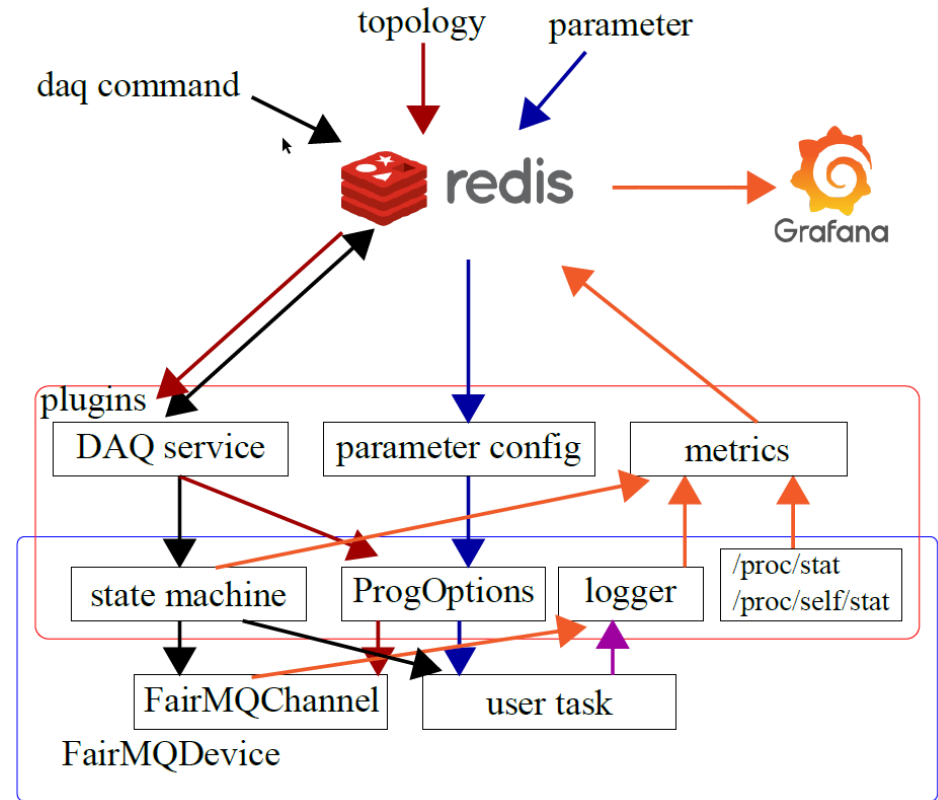 topology
parameter
daq command
redis
Grafana
plugins
DAQ service
parameter config
metrics
state machine
ProgOptions
logger
/proc/stat
/proc/self/stat
FairMQChannel
user task
FairMQDevice